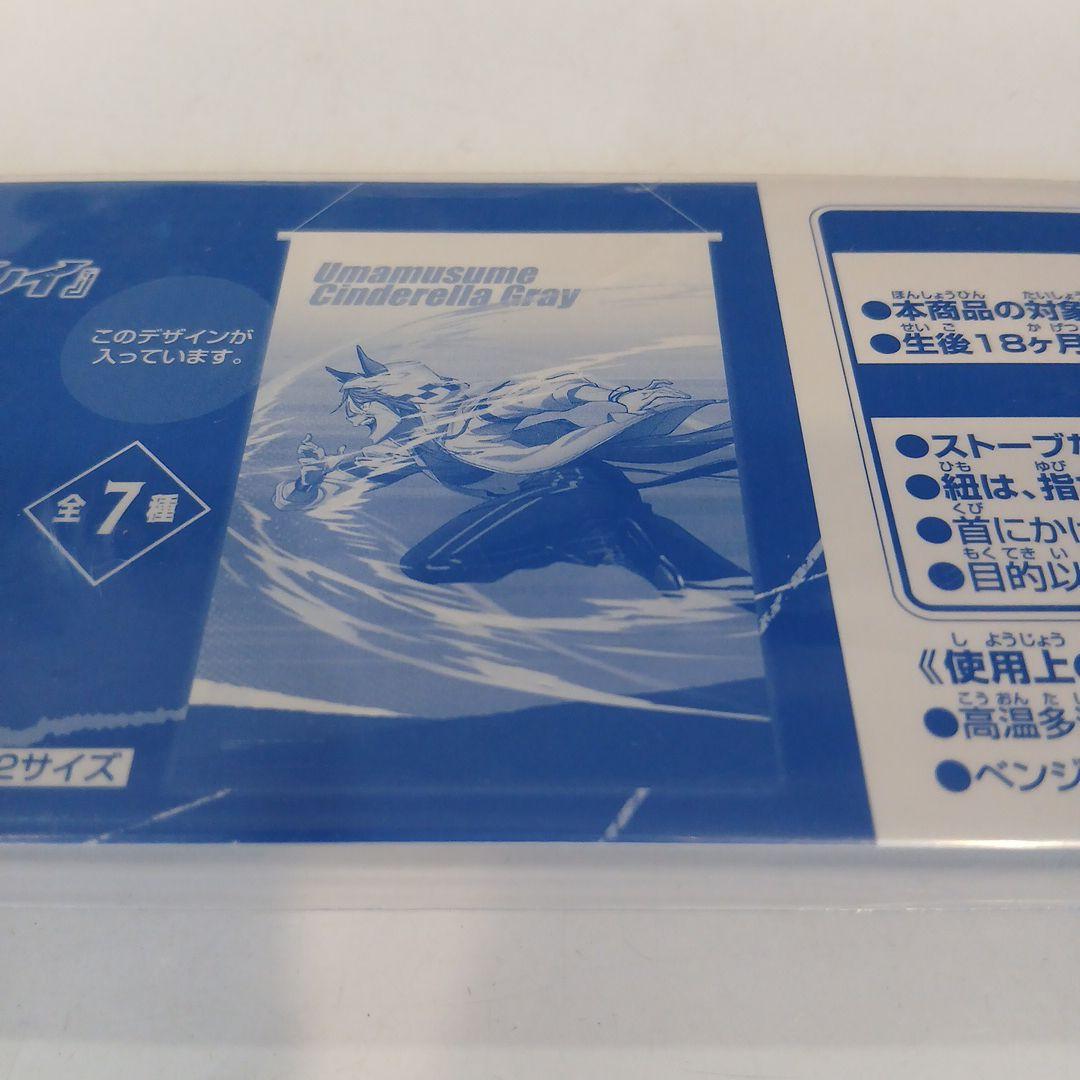 レイ』
このデザインが
入っています。
全7種
2サイズ
Umamusume
Cinderella Gray
ほんしょうひん たいしょ
●本商品の対象
せいご かげつ
●生後18ヶ月
●ストーブ
ひも ゆび
●紐は、指
くび
●首にかけ
もくてき い
●目的以
し ようじょう
《使用上の
こうおん た し
●高温多
●ベンジ